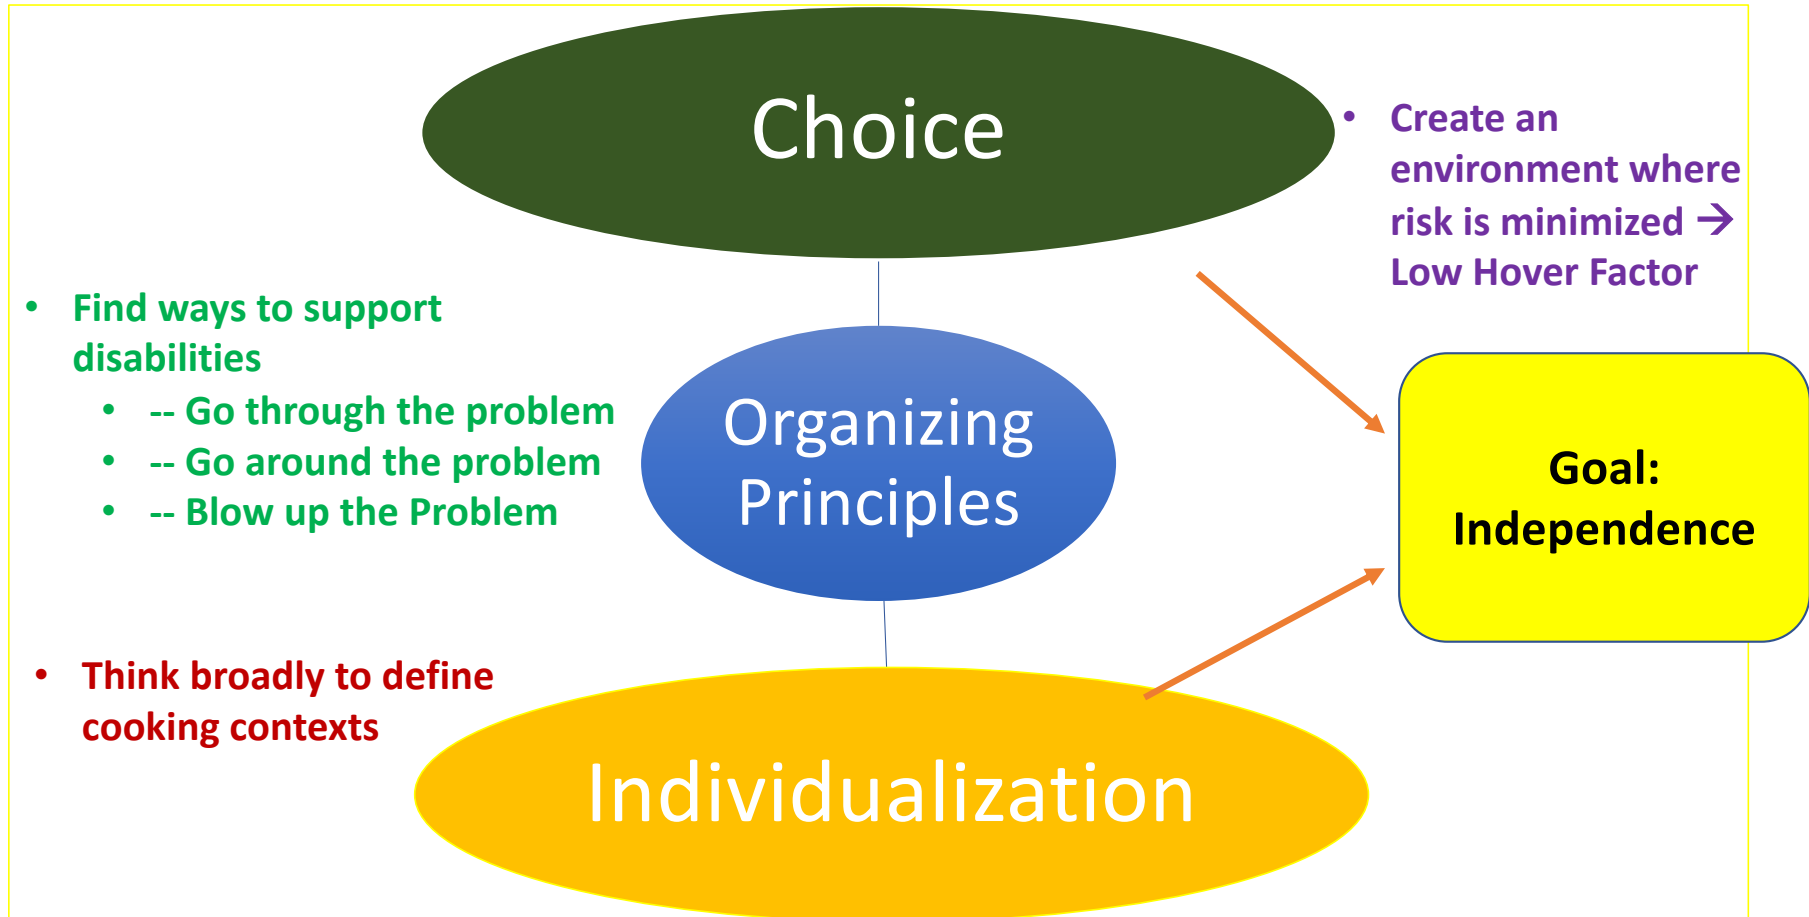 Choice
• Create an
environment where
risk is minimized →
Low Hover Factor
• Find ways to support
disabilities
• -- Go through the problem
• -- Go around the problem
• -- Blow up the Problem
Organizing
Principles
Goal:
Independence
• Think broadly to define
cooking contexts
Individualization